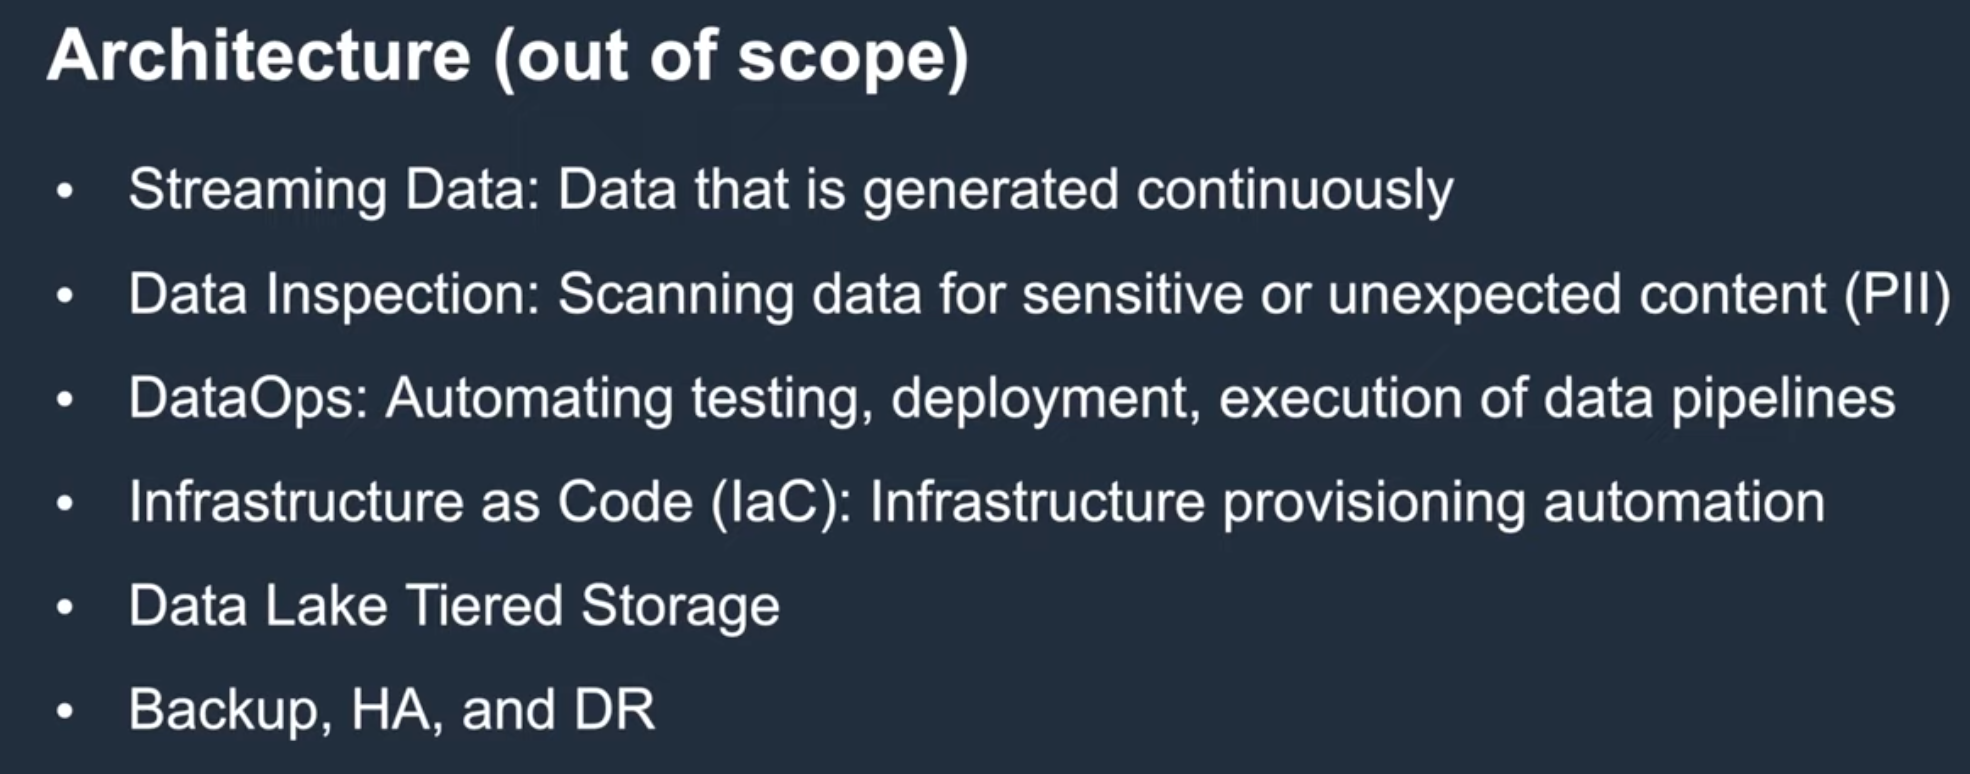 Architecture (out of scope)
• Streaming Data: Data that is generated continuously
• Data Inspection: Scanning data for sensitive or unexpected content (PII)
• DataOps: Automating testing, deployment, execution of data pipelines
• Infrastructure as Code (IaC): Infrastructure provisioning automation
• Data Lake Tiered Storage
• Backup, HA, and DR